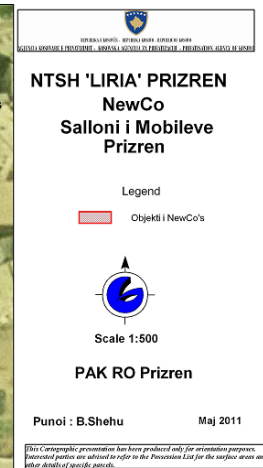 REPUBLIKA E KOSOVËS - REPUBLIKA KOSOVO - REPUBLIC OF KOSOVO
AGJENCIA KOSOVARE E PRIVATIZIMIT - KOSOVSKA AGENCIJA ZA PRIVATIZACIJU - PRIVATISATION AGENCY OF KOSOVO
NTSH 'LIRIA' PRIZREN
NewCo
Salloni i Mobileve
Prizren
Legend
Objekti i NewCo's
Scale 1:500
PAK RO Prizren
Punoi : B.Shehu Maj 2011
This Cartographic presentation has been produced only for orientation purposes.
Interested parties are advised to refer to the Possession List for the surface areas an
other details of specific parcels.